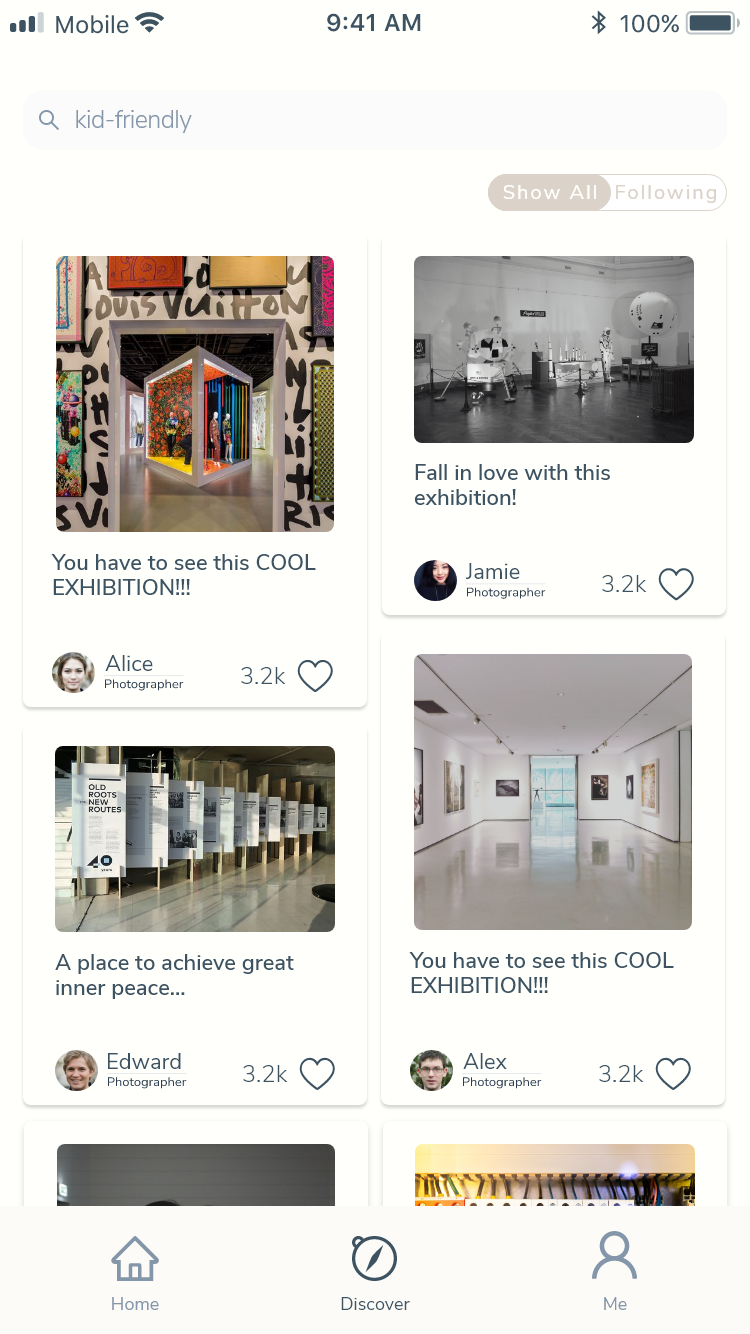 Mobile
9:41 AM
100%
kid-friendly
Show All
Following
LOUIS VUITTON
You have to see this COOL
EXHIBITION!!!
Alice
Photographer
3.2k
Fall in love with this
exhibition!
Jamie
Photographer
3.2k
OLD
ROOTS
NEW
ROUTES
40
years
A place to achieve great
inner peace...
Edward
Photographer
3.2k
You have to see this COOL
EXHIBITION!!!
Alex
Photographer
3.2k
Home
Discover
Me